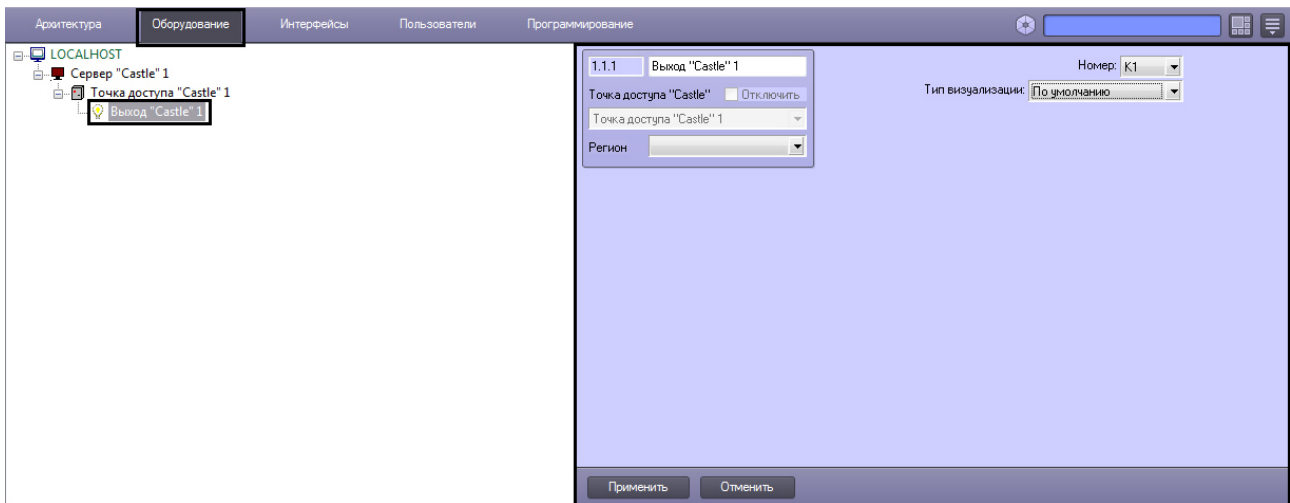 Архитектура Оборудование Интерфейсы Пользователи Программирование
LOCALHOST
Сервер "Castle" 1
Точка доступа "Castle" 1
Выход "Castle" 1
1.1.1 Выход "Castle" 1
Точка доступа "Castle" Отключить
Точка доступа "Castle" 1
Регион
Номер: K1
Тип визуализации: По умолчанию
Применить Отменить